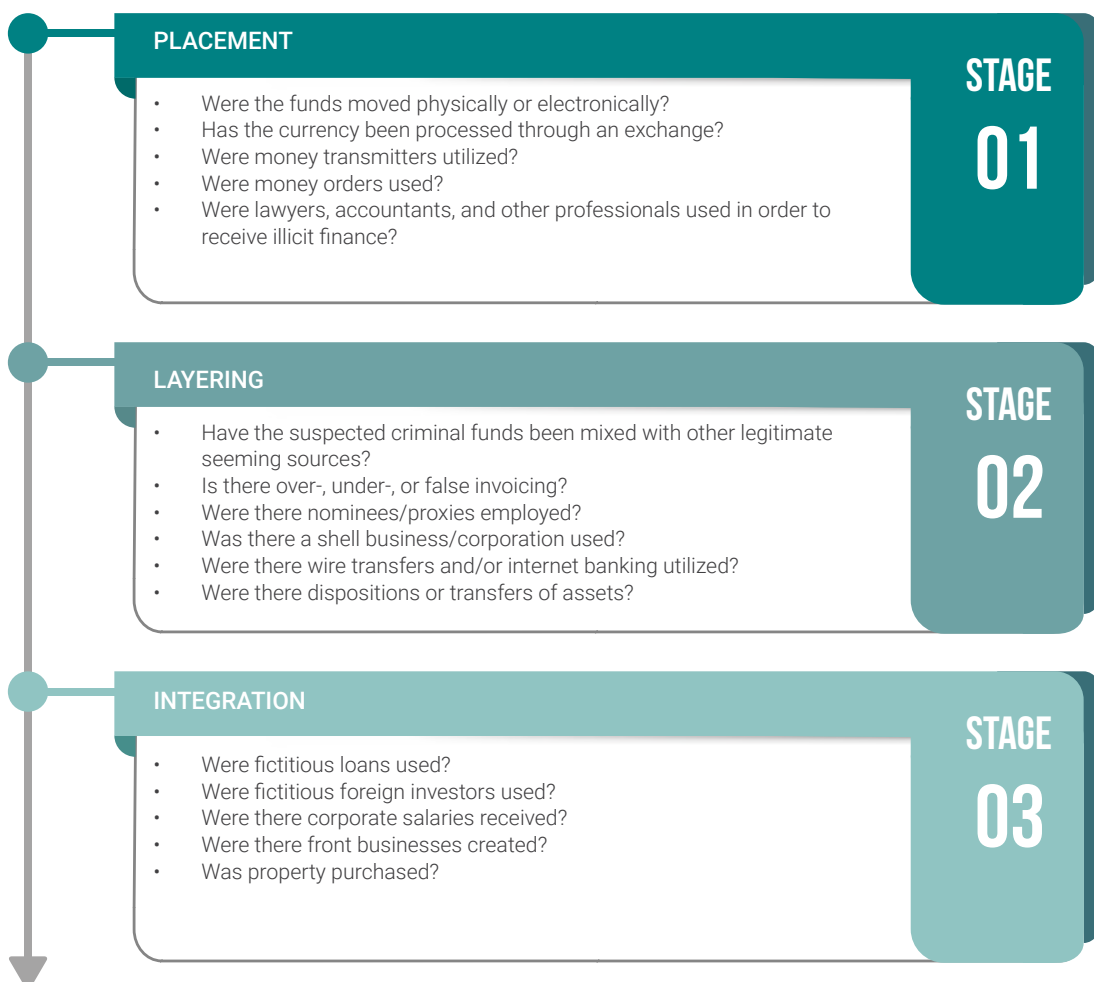 PLACEMENT
STAGE
01
• Were the funds moved physically or electronically?
• Has the currency been processed through an exchange?
• Were money transmitters utilized?
• Were money orders used?
• Were lawyers, accountants, and other professionals used in order to
receive illicit finance?
LAYERING
STAGE
02
• Have the suspected criminal funds been mixed with other legitimate
seeming sources?
• Is there over-, under-, or false invoicing?
• Were there nominees/proxies employed?
• Was there a shell business/corporation used?
• Were there wire transfers and/or internet banking utilized?
• Were there dispositions or transfers of assets?
INTEGRATION
STAGE
03
• Were fictitious loans used?
• Were fictitious foreign investors used?
• Were there corporate salaries received?
• Were there front businesses created?
• Was property purchased?